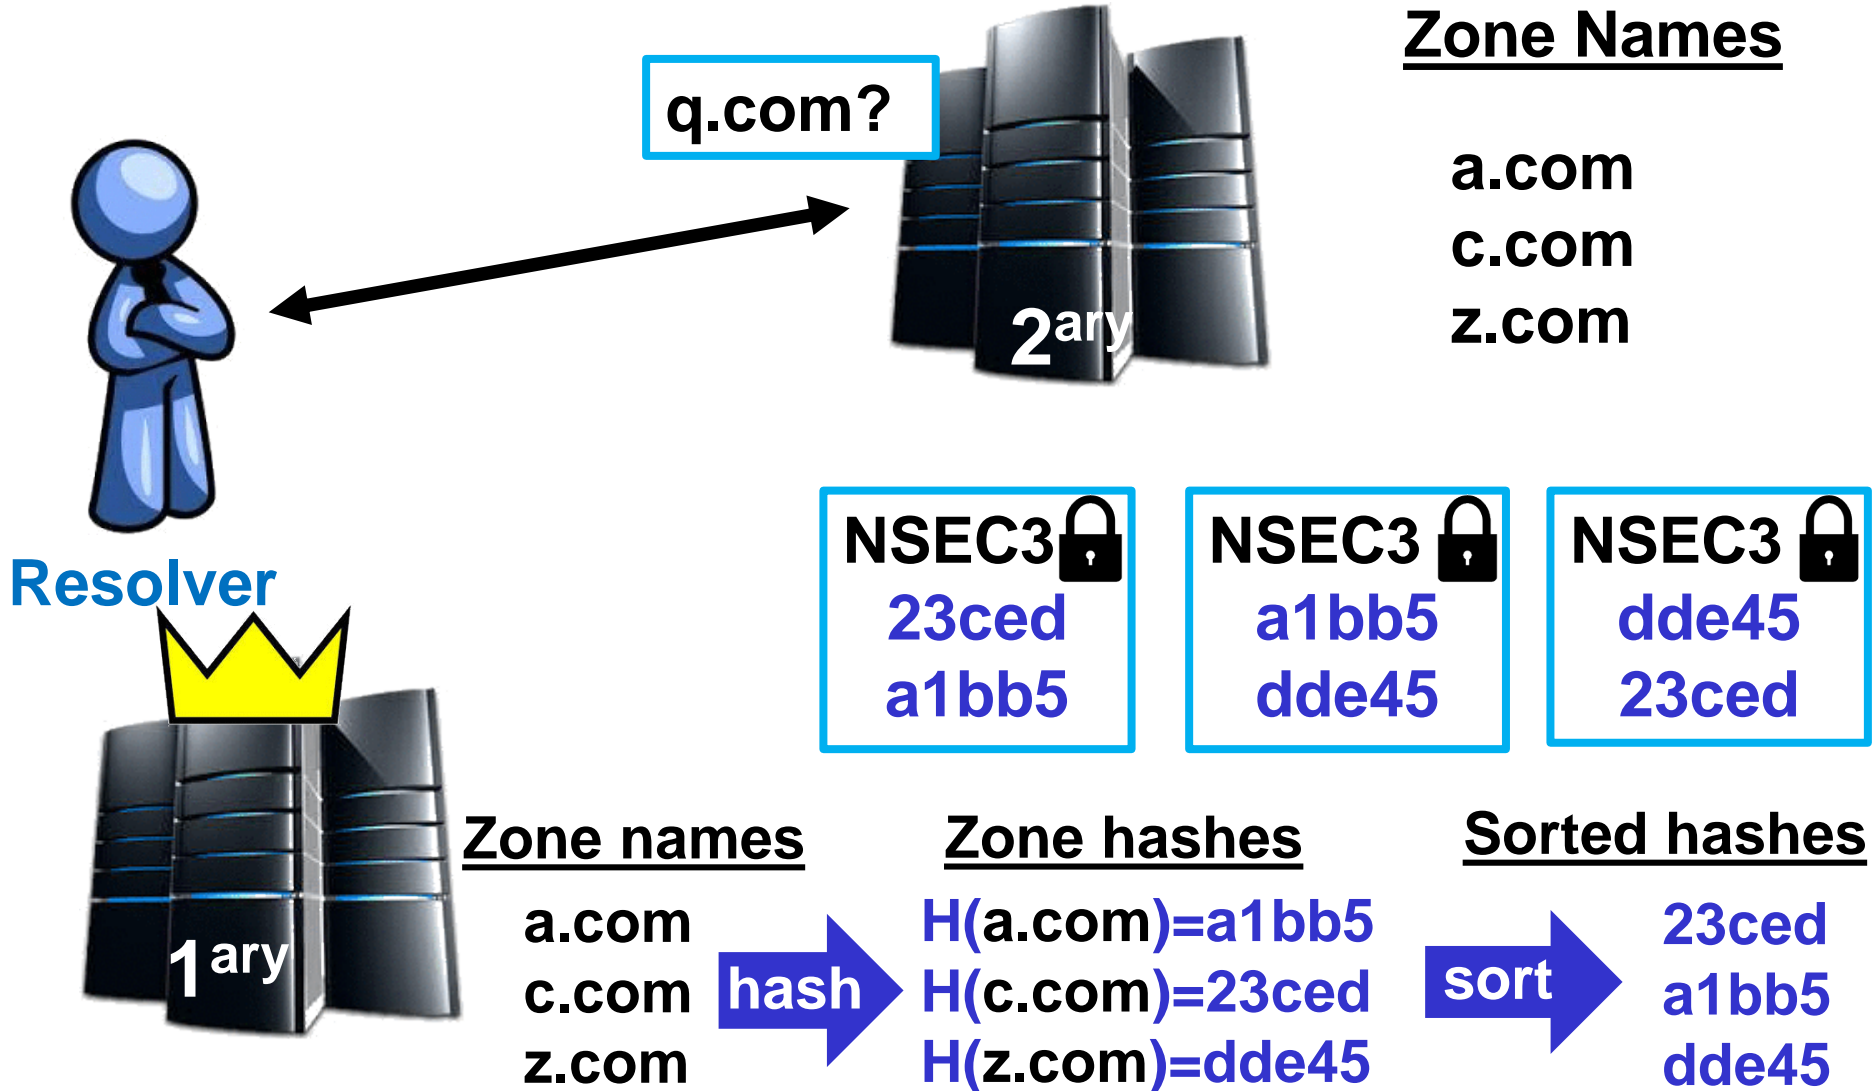 Zone Names
q.com?
a.com
c.com
z.com
2ary
Resolver
NSEC3
23ced
a1bb5
NSEC3
a1bb5
dde45
NSEC3
dde45
23ced
1ary
Zone names
a.com
c.com
z.com
hash
Zone hashes
H(a.com)=a1bb5
H(c.com)=23ced
H(z.com)=dde45
sort
Sorted hashes
23ced
a1bb5
dde45